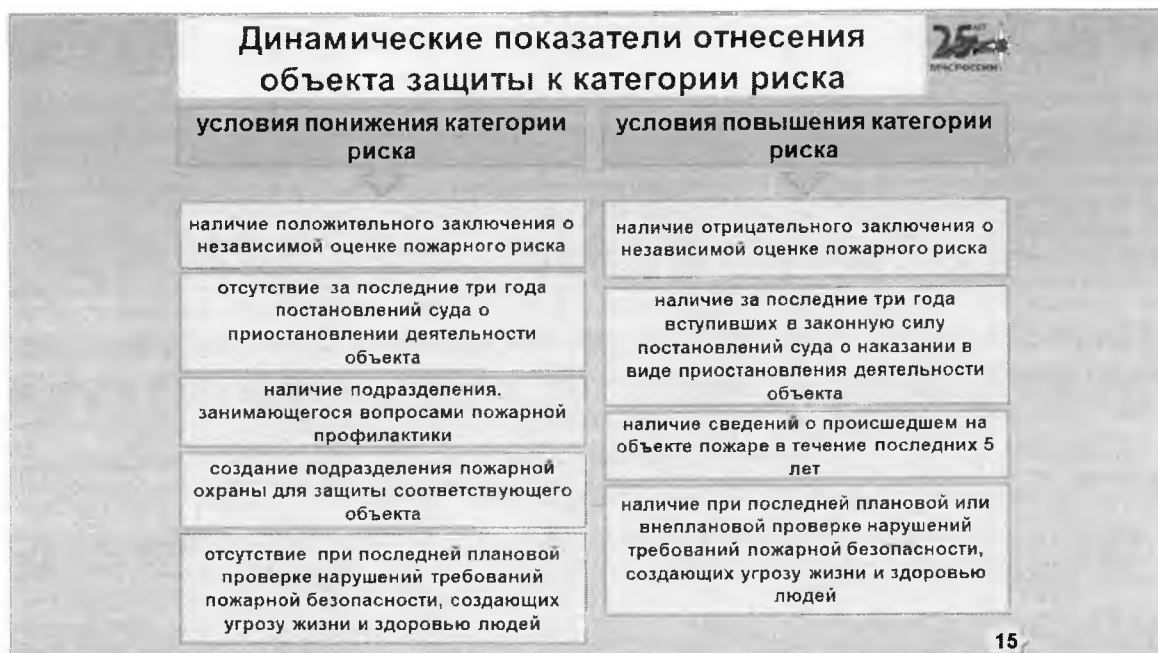 Динамические показатели отнесения
объекта защиты к категории риска
25 лет
МЧС РОССИИ
условия понижения категории
риска
наличие положительного заключения о
независимой оценке пожарного риска
отсутствие за последние три года
постановлений суда о
приостановлении деятельности
объекта
наличие подразделения.
занимающегося вопросами пожарной
профилактики
создание подразделения пожарной
охраны для защиты соответствующего
объекта
отсутствие при последней плановой
проверке нарушений требований
пожарной безопасности, создающих
угрозу жизни и здоровью людей
условия повышения категории
риска
наличие отрицательного заключения о
независимой оценке пожарного риска
наличие за последние три года
вступивших в законную силу
постановлений суда о наказании в
виде приостановления деятельности
объекта
наличие сведений о происшедшем на
объекте пожаре в течение последних 5
лет
наличие при последней плановой или
внеплановой проверке нарушений
требований пожарной безопасности,
создающих угрозу жизни и здоровью
людей
15